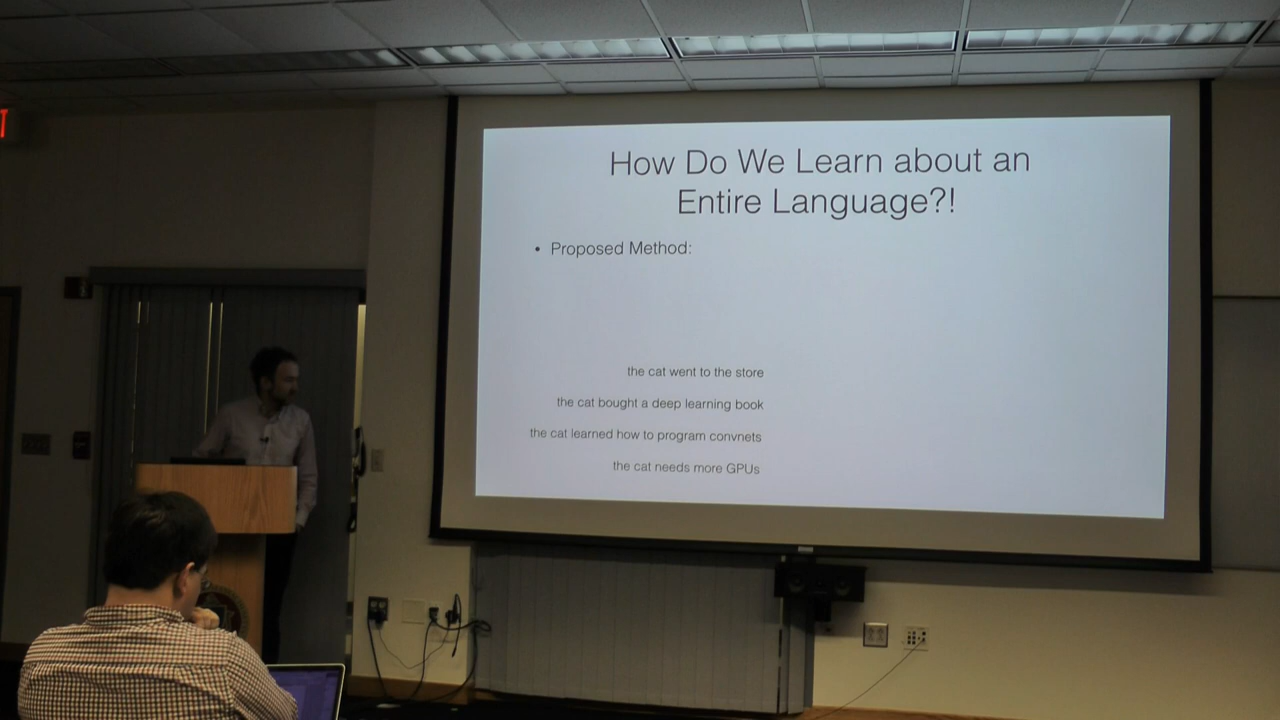 How Do We Learn about an
Entire Language?!
• Proposed Method:
the cat went to the store
the cat bought a deep learning book
the cat learned how to program convnets
the cat needs more GPUs